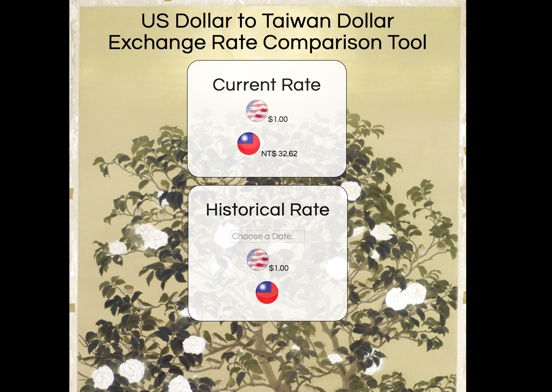 US Dollar to Taiwan Dollar
Exchange Rate Comparison Tool
Current Rate
$1.00
NT$ 32.62
Historical Rate
Choose a Date:
$1.00